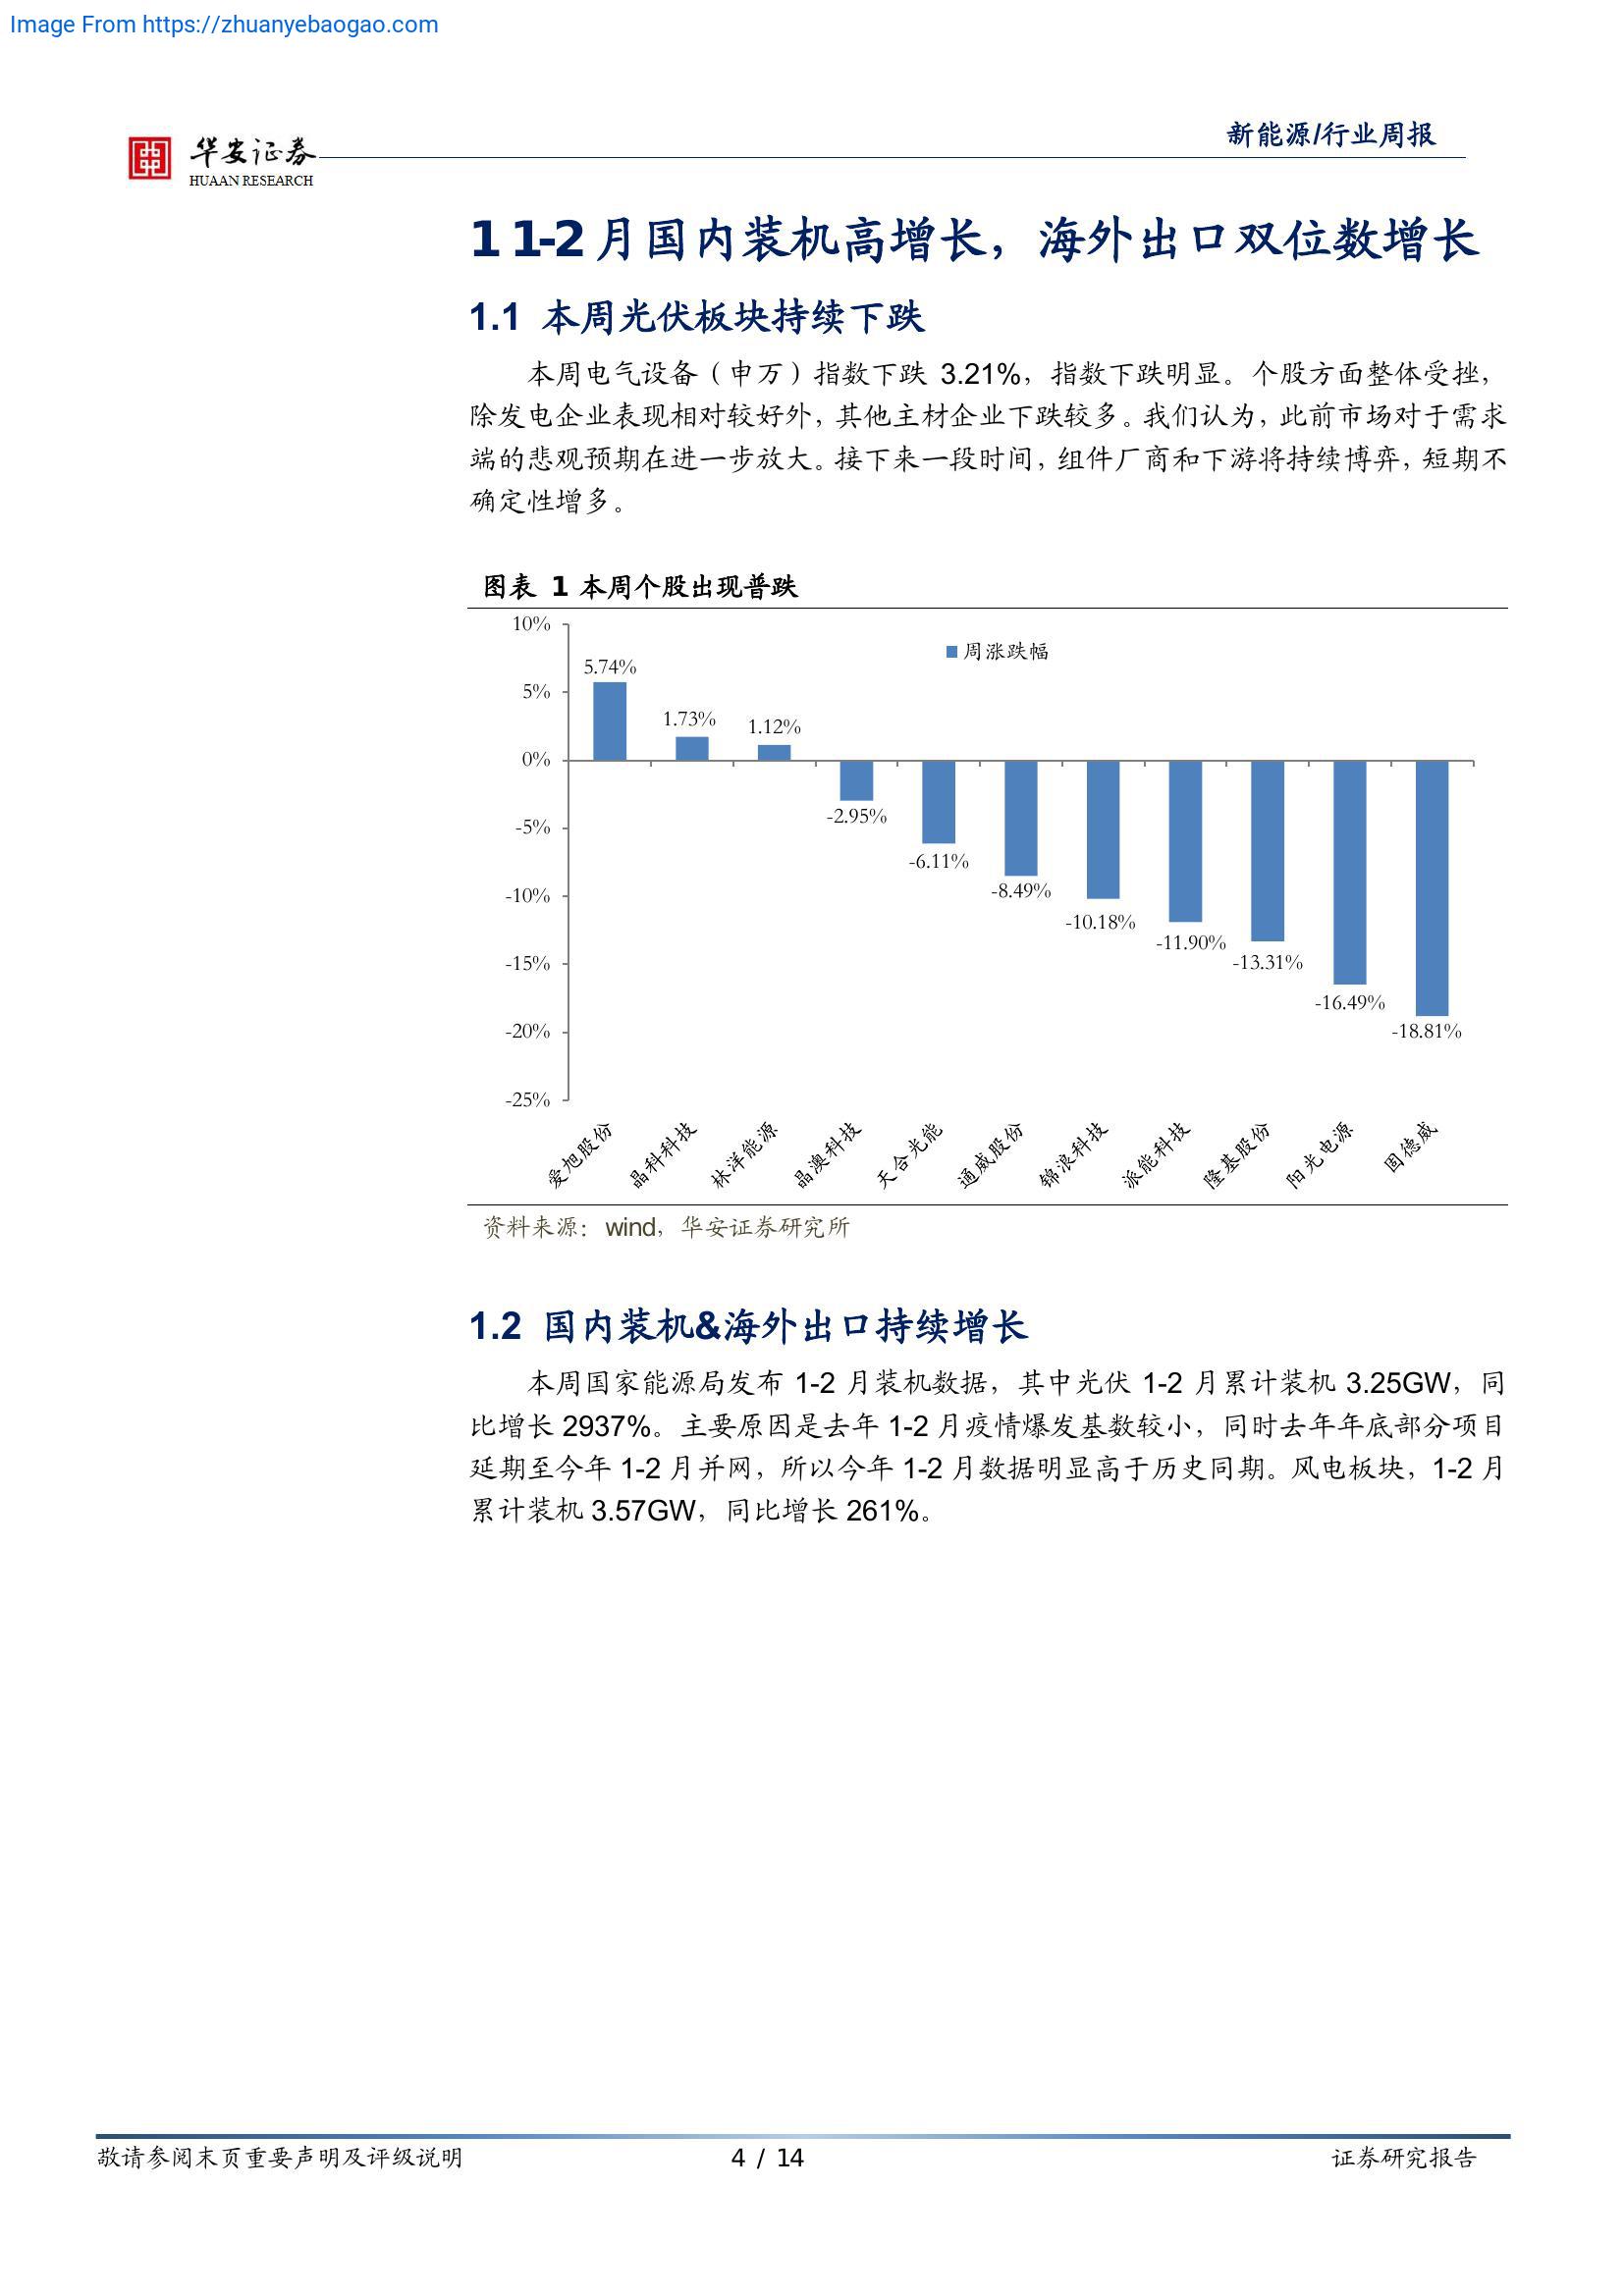 Image From https://zhuanyebaogao.com
华安证券
HUAAN RESEARCH
新能源/行业周报
1 1-2 月国内装机高增长，海外出口双位数增长
1.1 本周光伏板块持续下跌
本周电气设备（申万）指数下跌 3.21%，指数下跌明显。个股方面整体受挫，
除发电企业表现相对较好外，其他主材企业下跌较多。我们认为，此前市场对于需求
端的悲观预期在进一步放大。接下来一段时间，组件厂商和下游将持续博弈，短期不
确定性增多。
图表 1 本周个股出现普跌
10%
5%
0%
-5%
-10%
-15%
-20%
-25%
周涨跌幅
5.74%
1.73%
1.12%
-2.95%
-6.11%
-8.49%
-10.18%
-11.90%
-13.31%
-16.49%
-18.81%
爱旭股份
晶科科技
林洋能源
晶澳科技
天合光能
通威股份
锦浪科技
派能科技
隆基股份
阳光电源
固德威
资料来源：wind，华安证券研究所
1.2 国内装机&海外出口持续增长
本周国家能源局发布 1-2 月装机数据，其中光伏 1-2 月累计装机 3.25GW，同
比增长 2937%。主要原因是去年 1-2 月疫情爆发基数较小，同时去年年底部分项目
延期至今年 1-2 月并网，所以今年 1-2 月数据明显高于历史同期。风电板块，1-2 月
累计装机 3.57GW，同比增长 261%。
敬请参阅末页重要声明及评级说明
4 / 14
证券研究报告